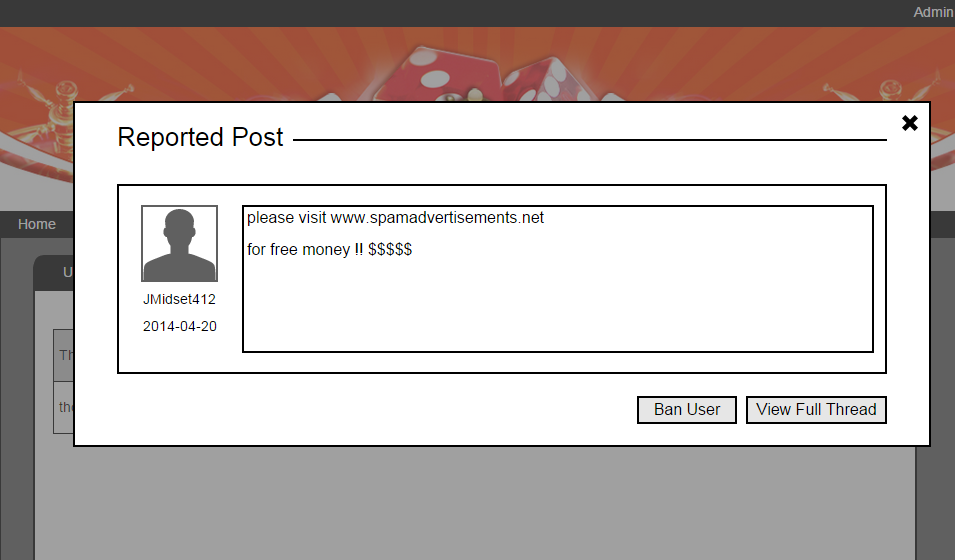 Admin
Reported Post
Home
please visit www.spamadvertisements.net
for free money !! $$$$$
JMidset412
2014-04-20
Ban User
View Full Thread